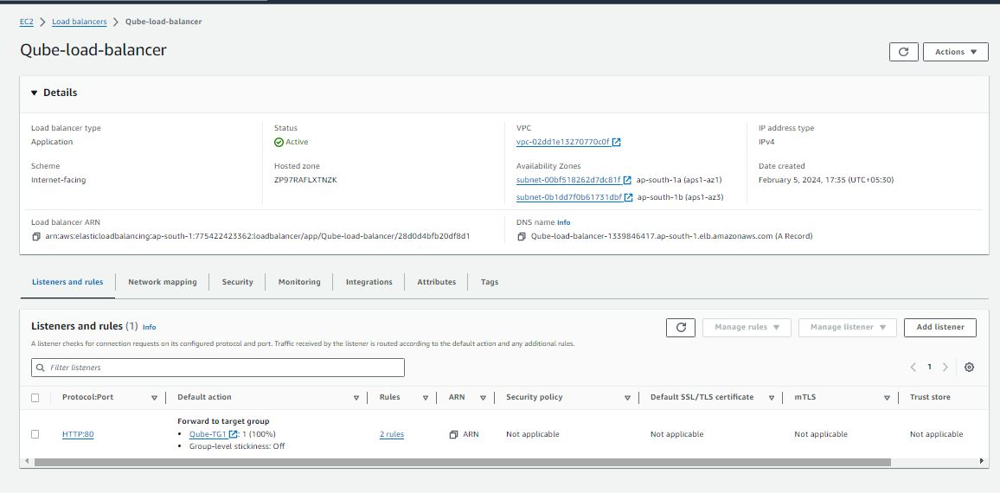 EC2 > Load balancers > Qube-load-balancer
Qube-load-balancer
Actions
Details
Load balancer type
Application
Status
Active
VPC
vpc-02dd1e13270770c0f
IP address type
IPv4
Scheme
Internet-facing
Hosted zone
ZP97RAFLXTNZK
Availability Zones
subnet-00bf518262d7dc81f ap-south-1a (aps1-az1)
subnet-0b1dd7f0b61731dbf ap-south-1b (aps1-az3)
Date created
February 5, 2024, 17:35 (UTC+05:30)
Load balancer ARN
arn:aws:elasticloadbalancing:ap-south-1:775422423362:loadbalancer/app/Qube-load-balancer/28d0d4bfb20df8d1
DNS name Info
Qube-load-balancer-1339846417.ap-south-1.elb.amazonaws.com (A Record)
Listeners and rules Network mapping Security Monitoring Integrations Attributes Tags
Listeners and rules (1) Info
Manage rules Manage listener Add listener
A listener checks for connection requests on its configured protocol and port. Traffic received by the listener is routed according to the default action and any additional rules.
Filter listeners
1
Protocol:Port Default action Rules ARN Security policy Default SSL/TLS certificate mTLS Trust store
HTTP:80
Forward to target group
• Qube-TG1: 1 (100%)
• Group-level stickiness: Off
2 rules
ARN
Not applicable
Not applicable
Not applicable
Not applicable